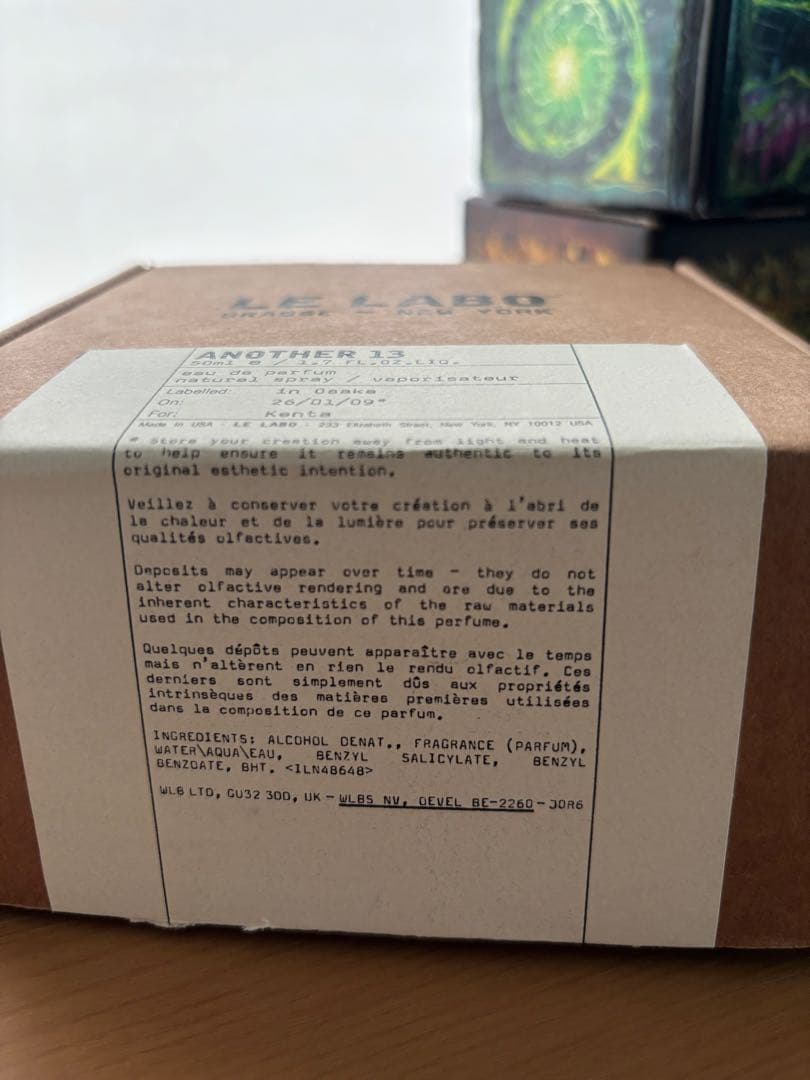 LE LABO
GRASSE — NEW YORK
ANOTHER 13
50ml e / 1.7.FL.OZ.LIQ.
eau de parfum
natural spray / vaporisateur
Labelled: in Osaka
On: 26/01/09*
For: Kenta
Made in USA - LE LABO - 233 Elizabeth Street, New York, NY 10012 USA
* Store your creation away from light and heat
to help ensure it remains authentic to its
original esthetic intention.
Veillez à conserver votre création à l'abri de
la chaleur et de la lumière pour préserver ses
qualités olfactives.
Deposits may appear over time - they do not
alter olfactive rendering and are due to the
inherent characteristics of the raw materials
used in the composition of this perfume.
Quelques dépôts peuvent apparaître avec le temps
mais n'altèrent en rien le rendu olfactif. Ces
derniers sont simplement dûs aux propriétés
intrinsèques des matières premières utilisées
dans la composition de ce parfum.
INGREDIENTS: ALCOHOL DENAT., FRAGRANCE (PARFUM),
WATER\AQUA\EAU, BENZYL SALICYLATE, BENZYL
BENZOATE, BHT. <ILN48648>
WLB LTD, GU32 3DD, UK - WLBS NV, OEVEL BE-2260 - JOR6